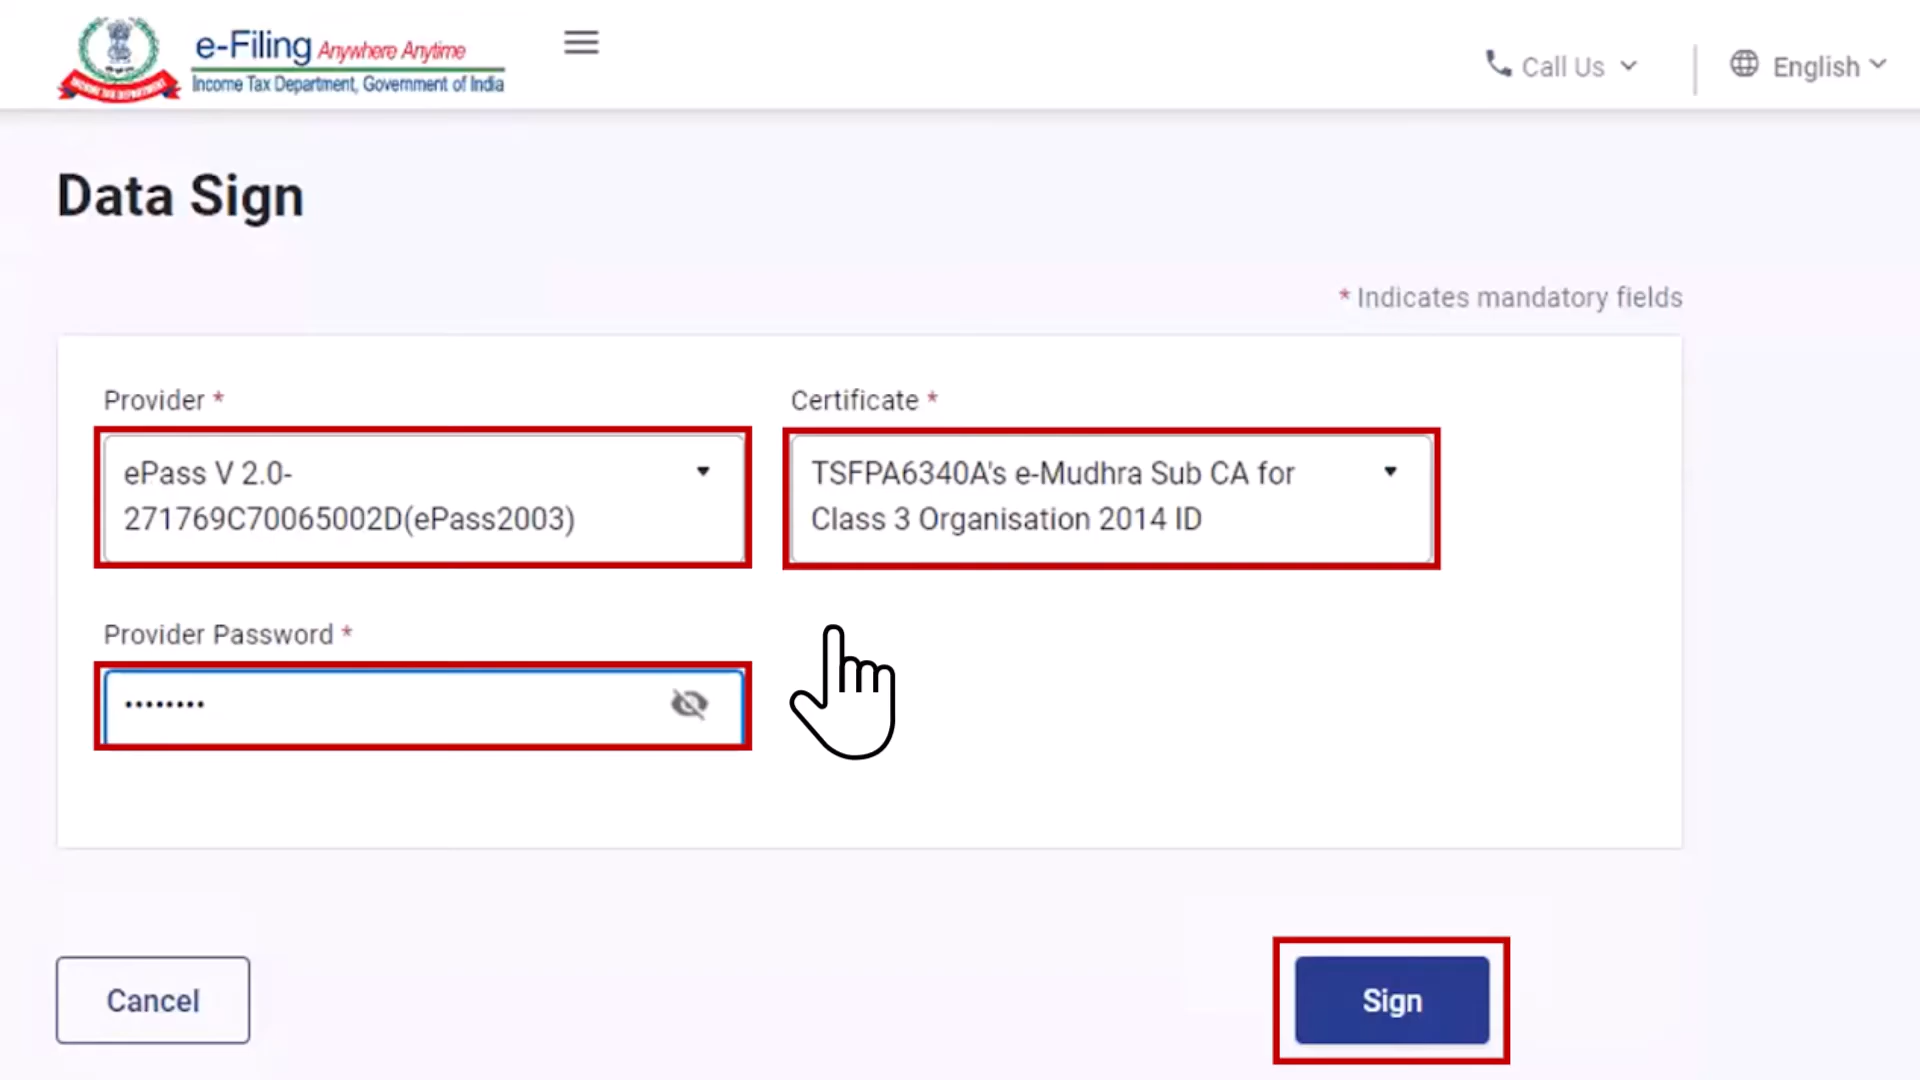 e-Filing Anywhere Anytime
Income Tax Department, Government of India
Call Us
English
Data Sign
* Indicates mandatory fields
Provider *
Certificate *
ePass V 2.0-
271769C70065002D(ePass2003)
TSFPA6340A's e-Mudhra Sub CA for
Class 3 Organisation 2014 ID
Provider Password *
••••••••
Cancel
Sign